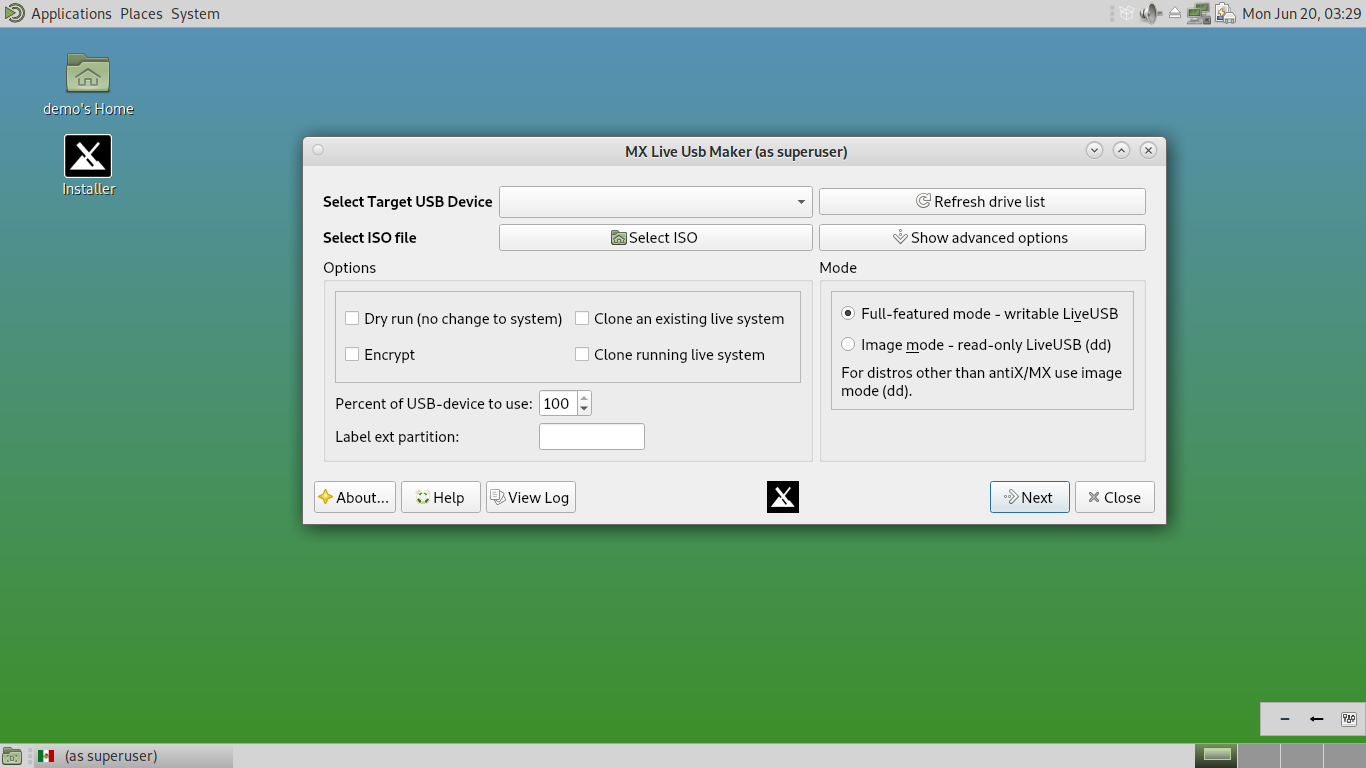 Applications Places System
Mon Jun 20, 03:29
demo's Home
Installer
MX Live Usb Maker (as superuser)
Select Target USB Device
Refresh drive list
Select ISO file
Select ISO
Show advanced options
Options
Mode
Dry run (no change to system)
Clone an existing live system
Encrypt
Clone running live system
Full-featured mode - writable LiveUSB
Image mode - read-only LiveUSB (dd)
For distros other than antiX/MX use image
mode (dd).
Percent of USB-device to use: 100
Label ext partition:
About...
Help
View Log
Next
Close
(as superuser)